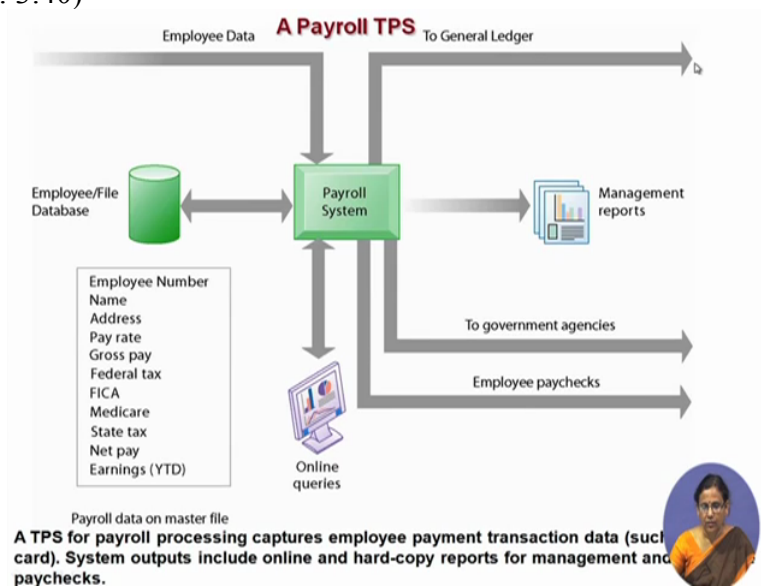 : 3:40)
A Payroll TPS
Employee Data
To General Ledger
Employee/File
Database
Payroll
System
Management
reports
Employee Number
Name
Address
Pay rate
Gross pay
Federal tax
FICA
Medicare
State tax
Net pay
Earnings (YTD)
To government agencies
Employee paychecks
Online
queries
Payroll data on master file
A TPS for payroll processing captures employee payment transaction data (such
card). System outputs include online and hard-copy reports for management and
paychecks.